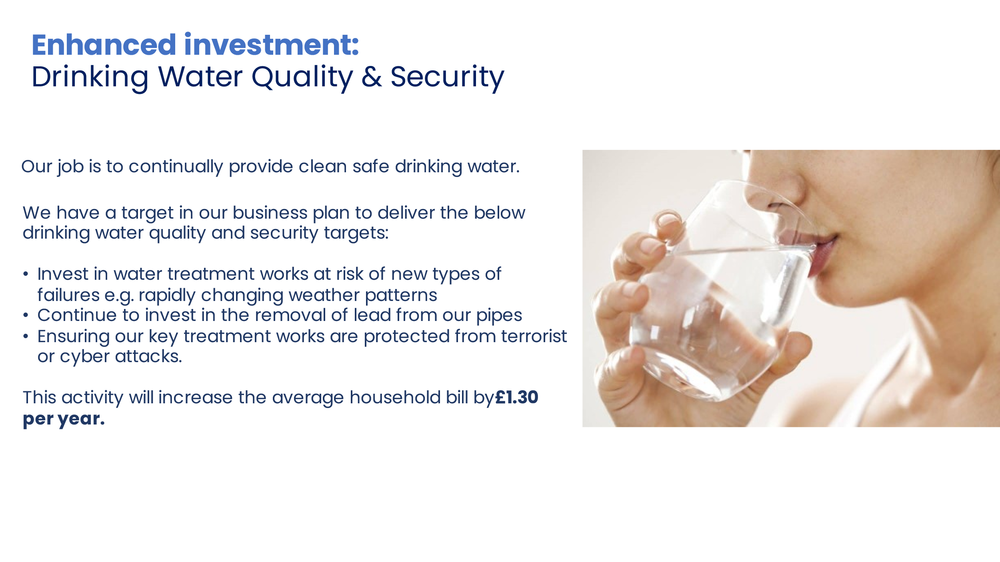 Enhanced investment:
Drinking Water Quality & Security
Our job is to continually provide clean safe drinking water.
We have a target in our business plan to deliver the below
drinking water quality and security targets:
• Invest in water treatment works at risk of new types of
failures e.g. rapidly changing weather patterns
• Continue to invest in the removal of lead from our pipes
• Ensuring our key treatment works are protected from terrorist
or cyber attacks.
This activity will increase the average household bill by£1.30
per year.